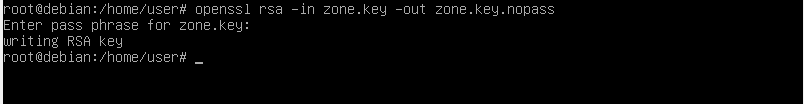 root@debian:/home/user# openssl rsa -in zone.key -out zone.key.nopass
Enter pass phrase for zone.key:
writing RSA key
root@debian:/home/user# _